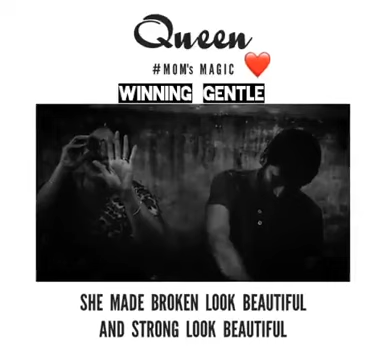 Queen
#MOM's MAGIC ❤️
WINNING GENTLE
SHE MADE BROKEN LOOK BEAUTIFUL
AND STRONG LOOK BEAUTIFUL